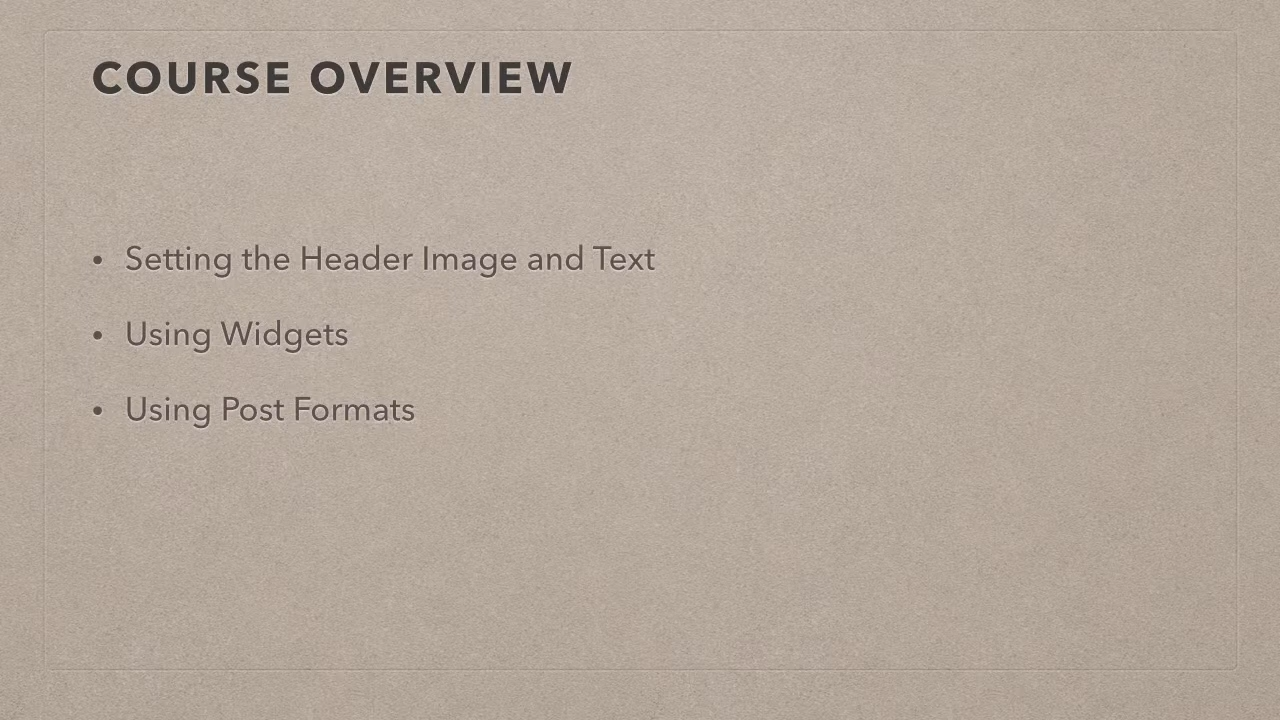 COURSE OVERVIEW
• Setting the Header Image and Text
• Using Widgets
• Using Post Formats